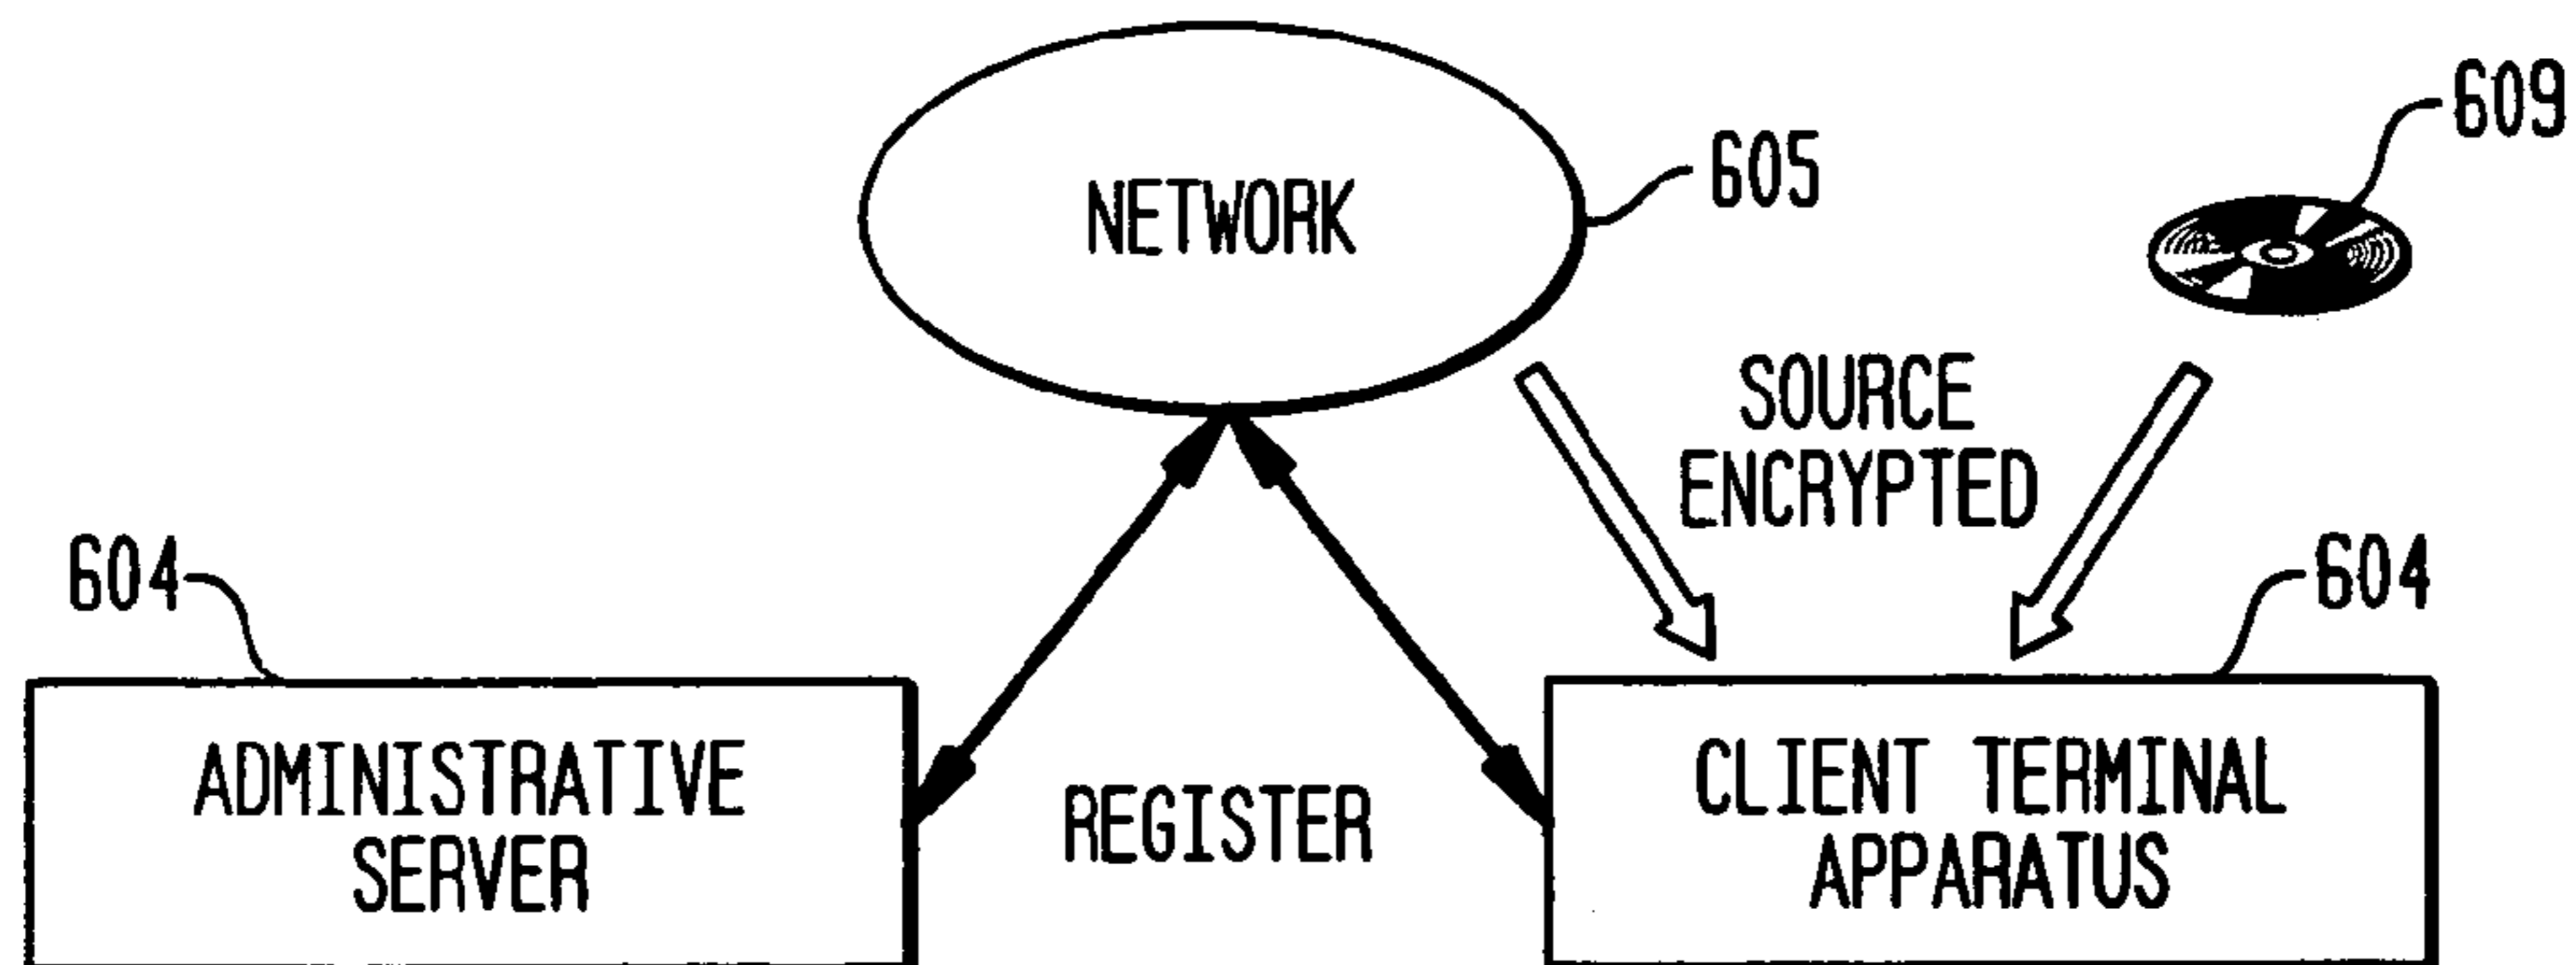 609
605
NETWORK
SOURCE
ENCRYPTED
604
604
ADMINISTRATIVE
SERVER
REGISTER
CLIENT TERMINAL
APPARATUS